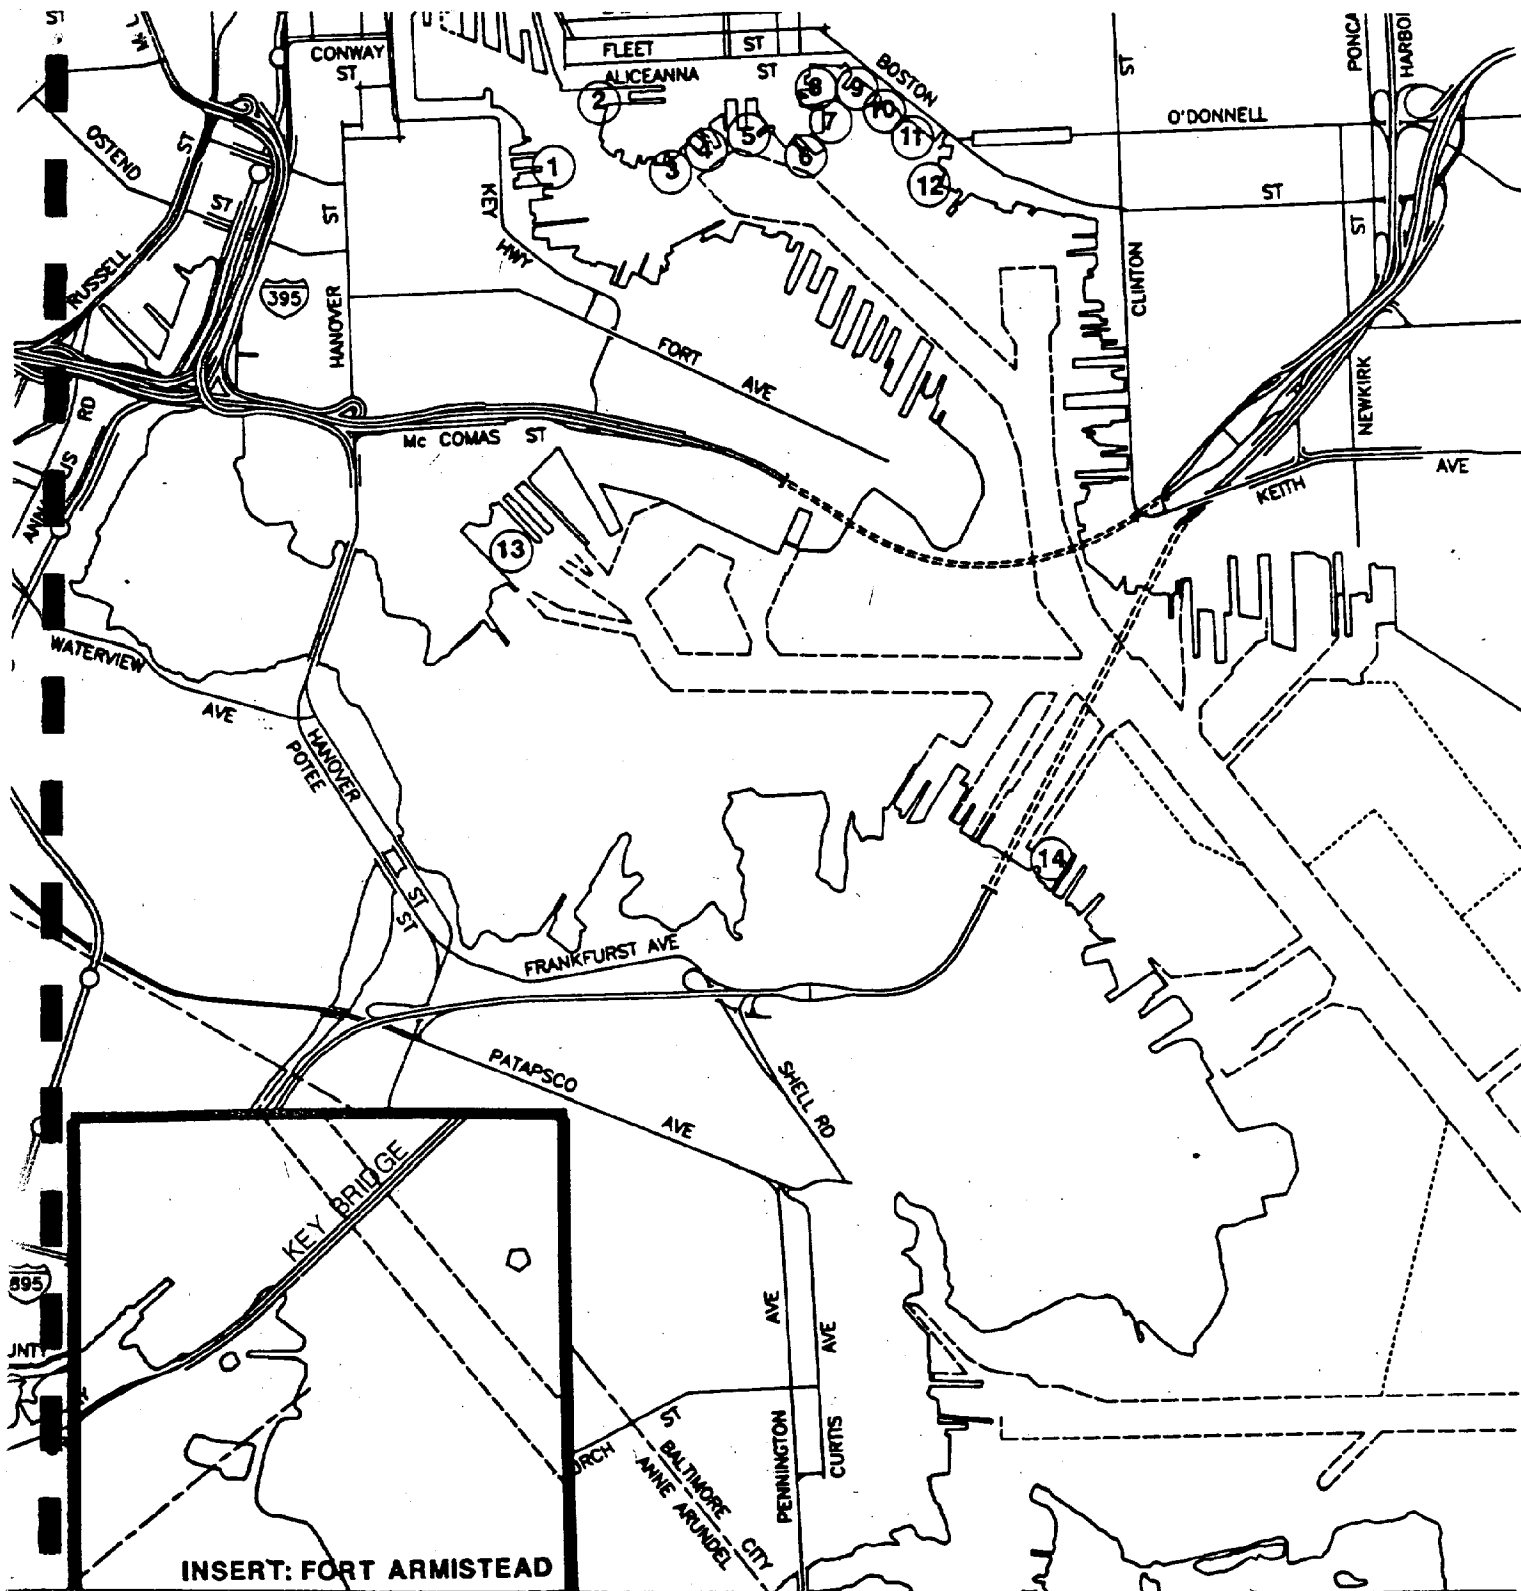 ST
CONWAY
ST
FLEET
ST
ALICEANNA
ST
BOSTON
ST
HARBOR
O'DONNELL
ST
OSTEND
ST
ST
ST
KEY
HWY
1
2
3
4
5
6
7
8
9
10
11
12
ST
CLINTON
RUSSELL
395
HANOVER
FORT
AVE
NEWKIRK
RD
Mc COMAS ST
KEITH
AVE
13
WATERVIEW
AVE
HANOVER
POTEE
ST
ST
14
FRANKFURST AVE
PATAPSCO
AVE
SHELL RD
KEY BRIDGE
895
AVE
AVE
PENNINGTON
CURTIS
ST
BALTIMORE
CITY
ANNE ARUNDEL
INSERT: FORT ARMISTEAD